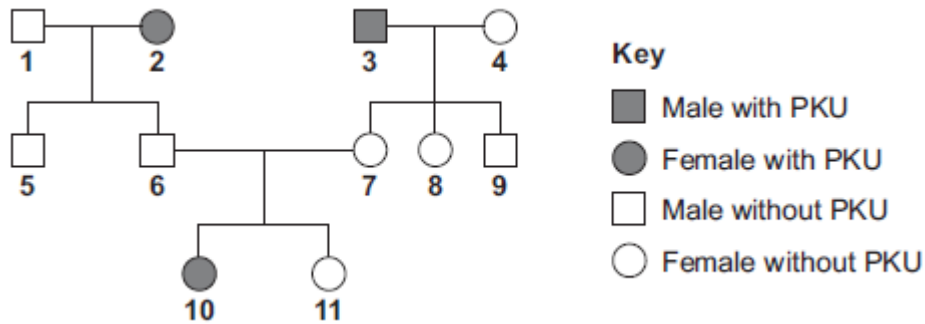 1 2 3 4
Key
Male with PKU
Female with PKU
5 6 7 8 9
Male without PKU
Female without PKU
10 11